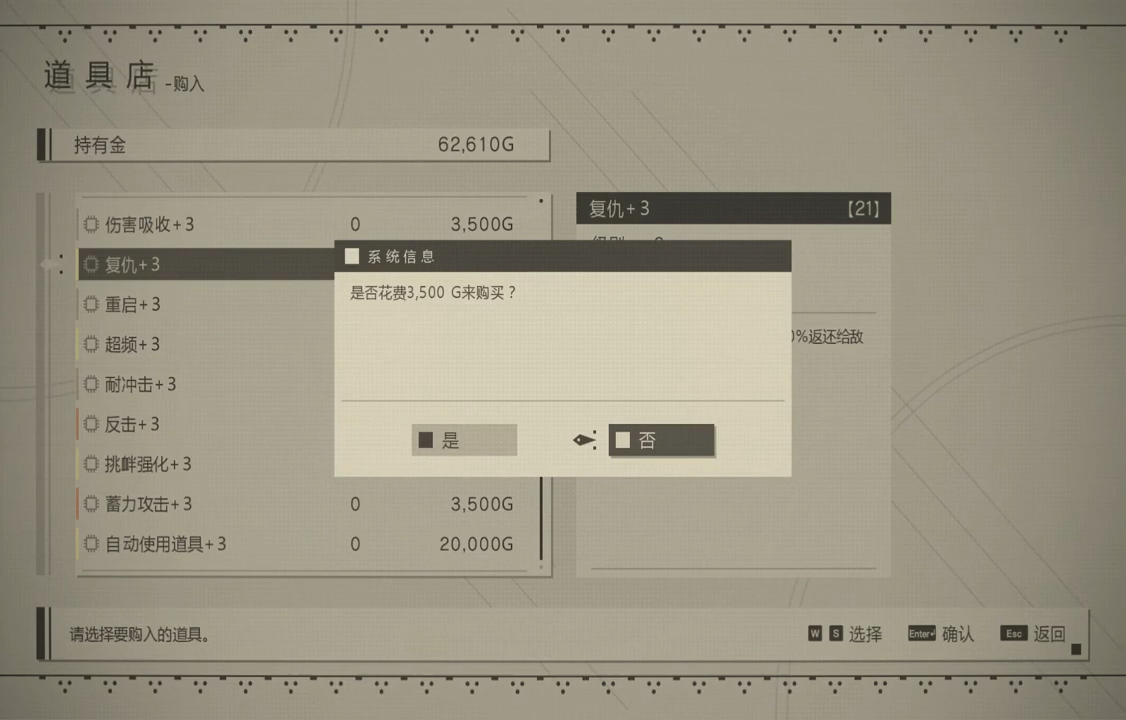 道具店 -购入
持有金 62,610G
伤害吸收+3 0 3,500G
复仇+3
重启+3
超频+3
耐冲击+3
反击+3
挑衅强化+3
蓄力攻击+3 0 3,500G
自动使用道具+3 0 20,000G
复仇+3 【21】
%返还给敌
系统信息
是否花费3,500 G来购买？
是
否
请选择要购入的道具。
W S 选择 Enter 确认 Esc 返回